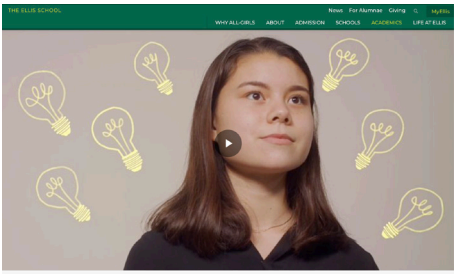 THE ELLIS SCHOOL
News For Alumnae Giving MyEllis
WHY ALL-GIRLS ABOUT ADMISSION SCHOOLS ACADEMICS LIFE AT ELLIS